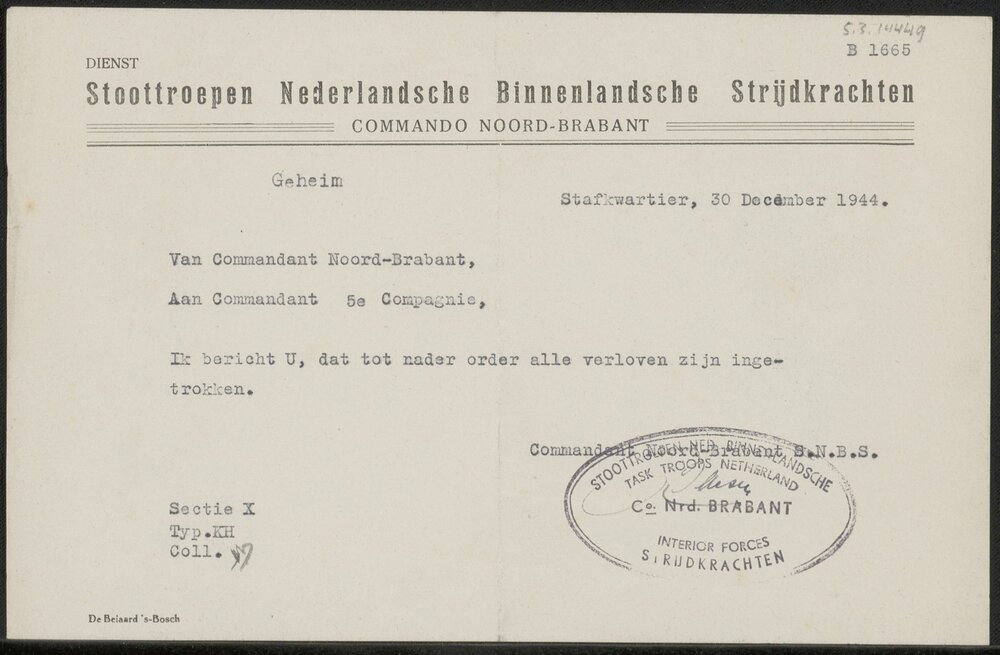 5.3.14449
B 1665
DIENST
Stoottroepen Nederlandsche Binnenlandsche Strijdkrachten
COMMANDO NOORD-BRABANT
Geheim
Stafkwartier, 30 December 1944.
Van Commandant Noord-Brabant,
Aan Commandant 5e Compagnie,
Ik bericht U, dat tot nader order alle verloven zijn inge-
trokken.
Commandant Noord-Brabant S.N.B.S.
STOOTTROEPEN NED. BINNENLANDSCHE
TASK TROOPS NETHERLAND
Co. Nrd. BRABANT
INTERIOR FORCES
STRIJDKRACHTEN
Sectie X
Typ.KH
Coll.
De Beiaard 's-Bosch